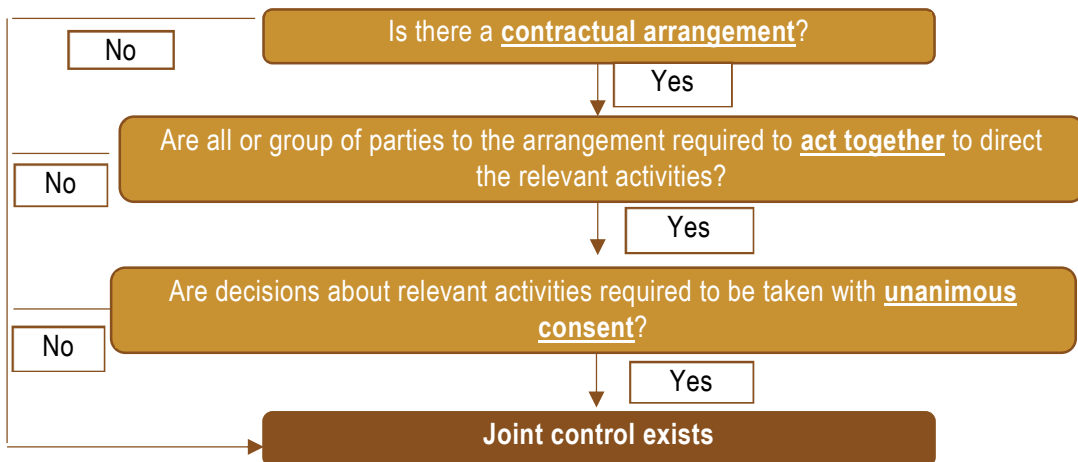 Is there a contractual arrangement?
No
Yes
Are all or group of parties to the arrangement required to act together to direct
the relevant activities?
No
Yes
Are decisions about relevant activities required to be taken with unanimous
consent?
No
Yes
Joint control exists